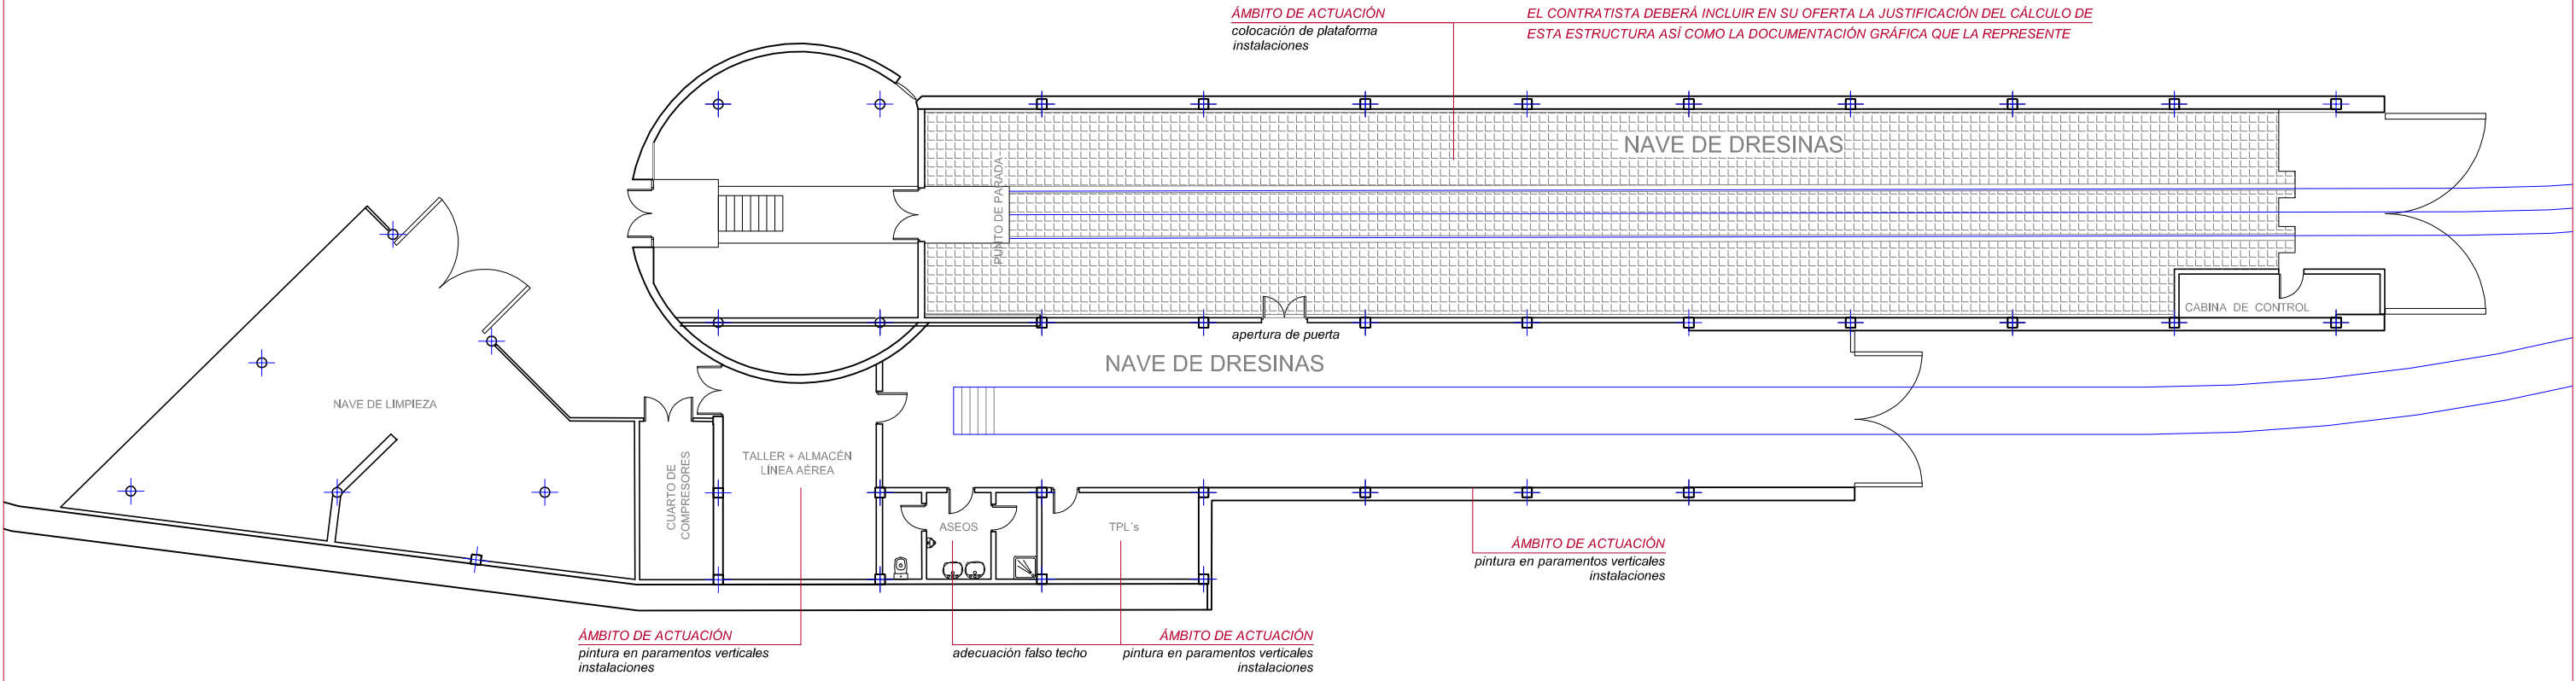 ÁMBITO DE ACTUACIÓN
colocación de plataforma
instalaciones
EL CONTRATISTA DEBERÁ INCLUIR EN SU OFERTA LA JUSTIFICACIÓN DEL CÁLCULO DE
ESTA ESTRUCTURA ASÍ COMO LA DOCUMENTACIÓN GRÁFICA QUE LA REPRESENTE
NAVE DE DRESINAS
PUNTO DE PARADA
CABINA DE CONTROL
apertura de puerta
NAVE DE DRESINAS
NAVE DE LIMPIEZA
CUARTO DE
COMPRESORES
TALLER + ALMACÉN
LÍNEA AÉREA
ASEOS
TPL´s
ÁMBITO DE ACTUACIÓN
pintura en paramentos verticales
instalaciones
ÁMBITO DE ACTUACIÓN
pintura en paramentos verticales
instalaciones
adecuación falso techo
ÁMBITO DE ACTUACIÓN
pintura en paramentos verticales
instalaciones